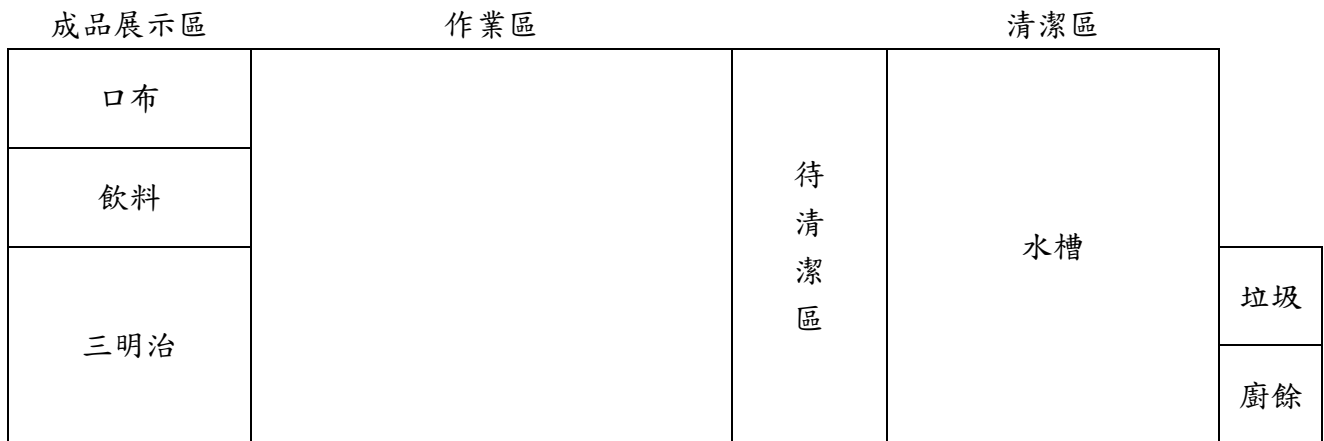 成品展示區 作業區 清潔區
口布
飲料
三明治
待清潔區
水槽
垃圾
廚餘